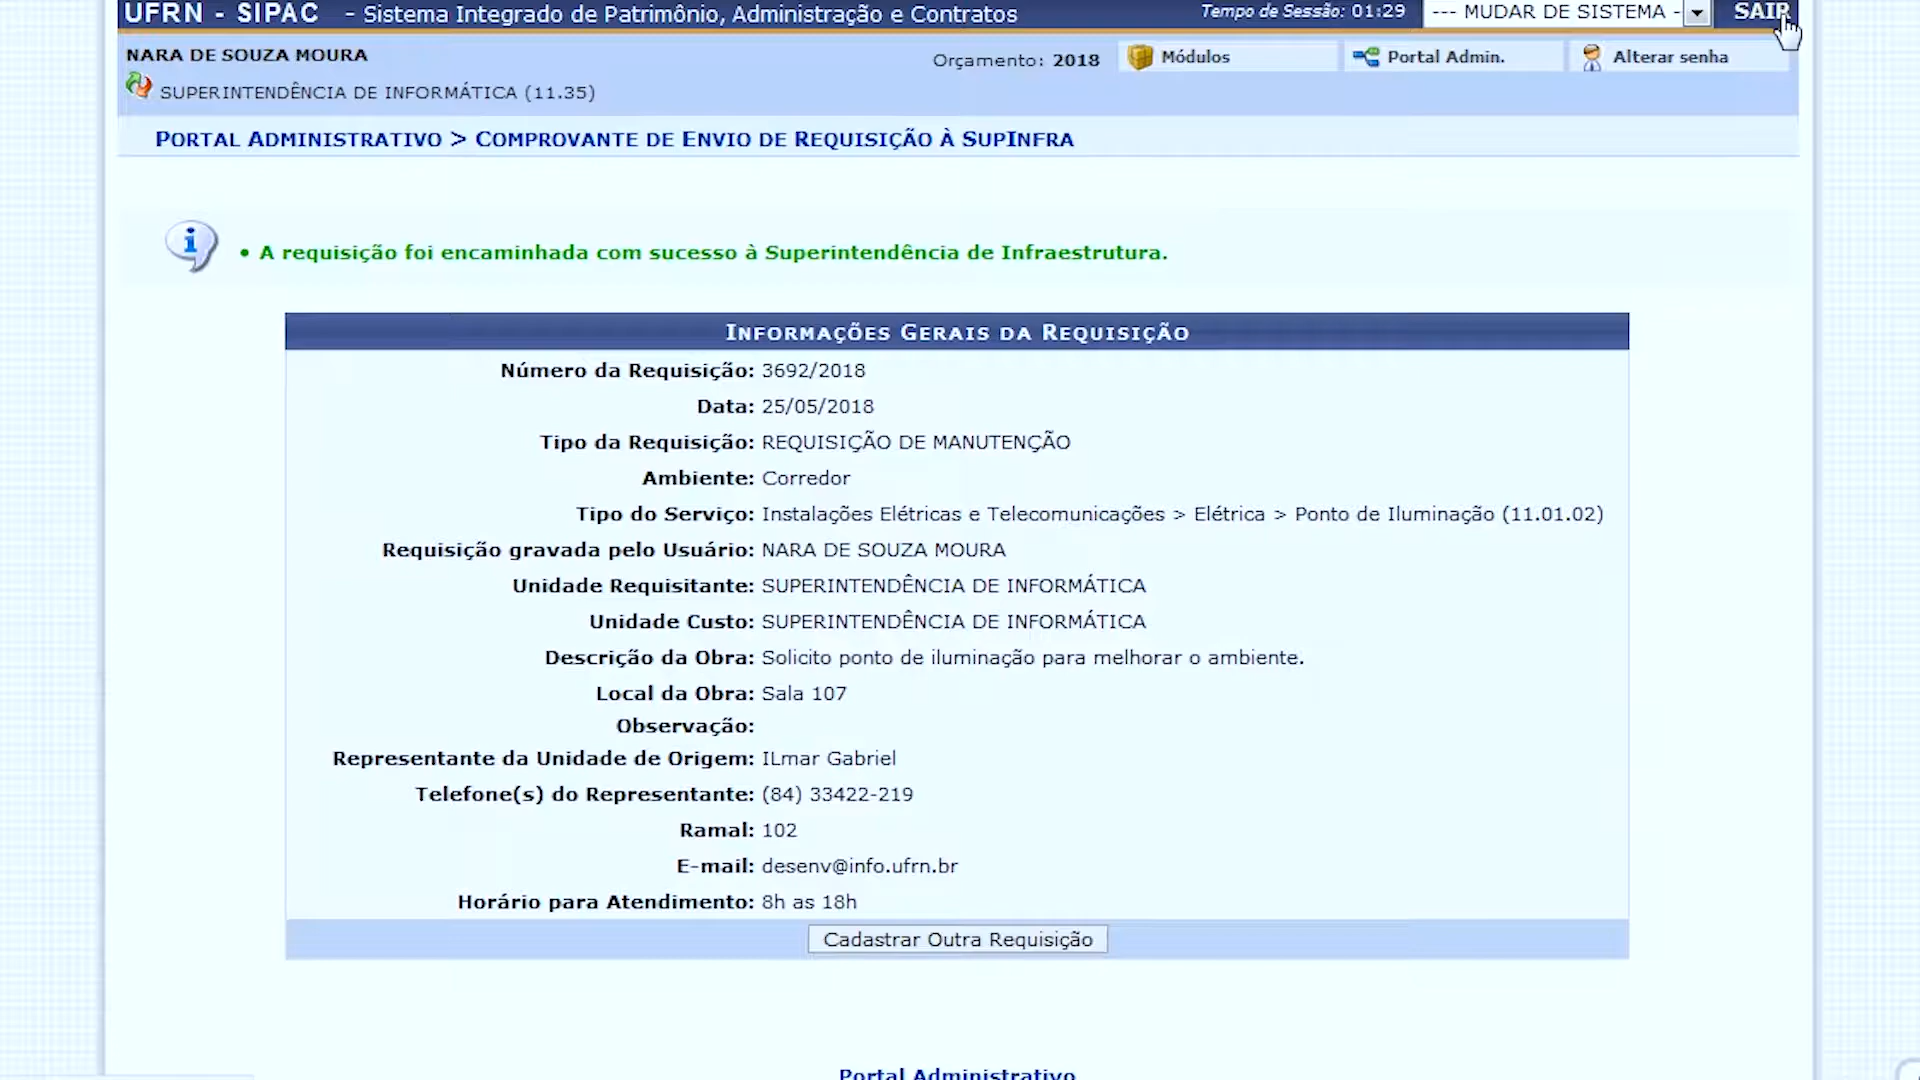 UFRN - SIPAC - Sistema Integrado de Patrimônio, Administração e Contratos
Tempo de Sessão: 01:29
--- MUDAR DE SISTEMA -
SAIR
NARA DE SOUZA MOURA
Orçamento: 2018
Módulos
Portal Admin.
Alterar senha
SUPERINTENDÊNCIA DE INFORMÁTICA (11.35)
PORTAL ADMINISTRATIVO > COMPROVANTE DE ENVIO DE REQUISIÇÃO À SUPINFRA
• A requisição foi encaminhada com sucesso à Superintendência de Infraestrutura.
INFORMAÇÕES GERAIS DA REQUISIÇÃO
Número da Requisição: 3692/2018
Data: 25/05/2018
Tipo da Requisição: REQUISIÇÃO DE MANUTENÇÃO
Ambiente: Corredor
Tipo do Serviço: Instalações Elétricas e Telecomunicações > Elétrica > Ponto de Iluminação (11.01.02)
Requisição gravada pelo Usuário: NARA DE SOUZA MOURA
Unidade Requisitante: SUPERINTENDÊNCIA DE INFORMÁTICA
Unidade Custo: SUPERINTENDÊNCIA DE INFORMÁTICA
Descrição da Obra: Solicito ponto de iluminação para melhorar o ambiente.
Local da Obra: Sala 107
Observação:
Representante da Unidade de Origem: ILmar Gabriel
Telefone(s) do Representante: (84) 33422-219
Ramal: 102
E-mail: desenv@info.ufrn.br
Horário para Atendimento: 8h as 18h
Cadastrar Outra Requisição
Portal Administrativo